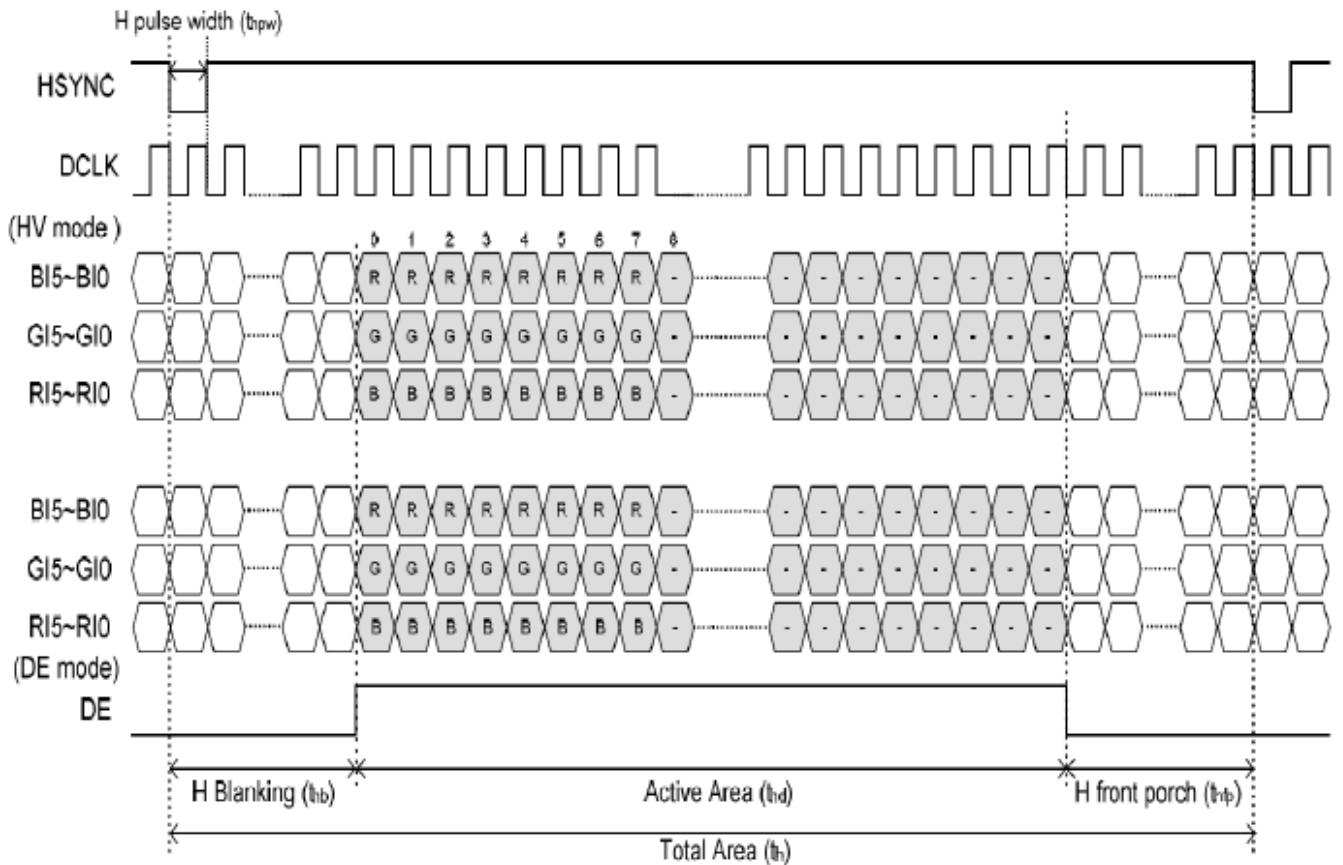 H pulse width (thpw)
HSYNC
DCLK
(HV mode )
0 1 2 3 4 5 6 7 8
BI5~BI0 R R R R R R R R - - - - - - - - -
GI5~GI0 G G G G G G G G - - - - - - - - -
RI5~RI0 B B B B B B B B - - - - - - - - -
BI5~BI0 R R R R R R R R - - - - - - - - -
GI5~GI0 G G G G G G G G - - - - - - - - -
RI5~RI0 B B B B B B B B - - - - - - - - -
(DE mode)
DE
H Blanking (thb) Active Area (thd) H front porch (thfp)
Total Area (th)